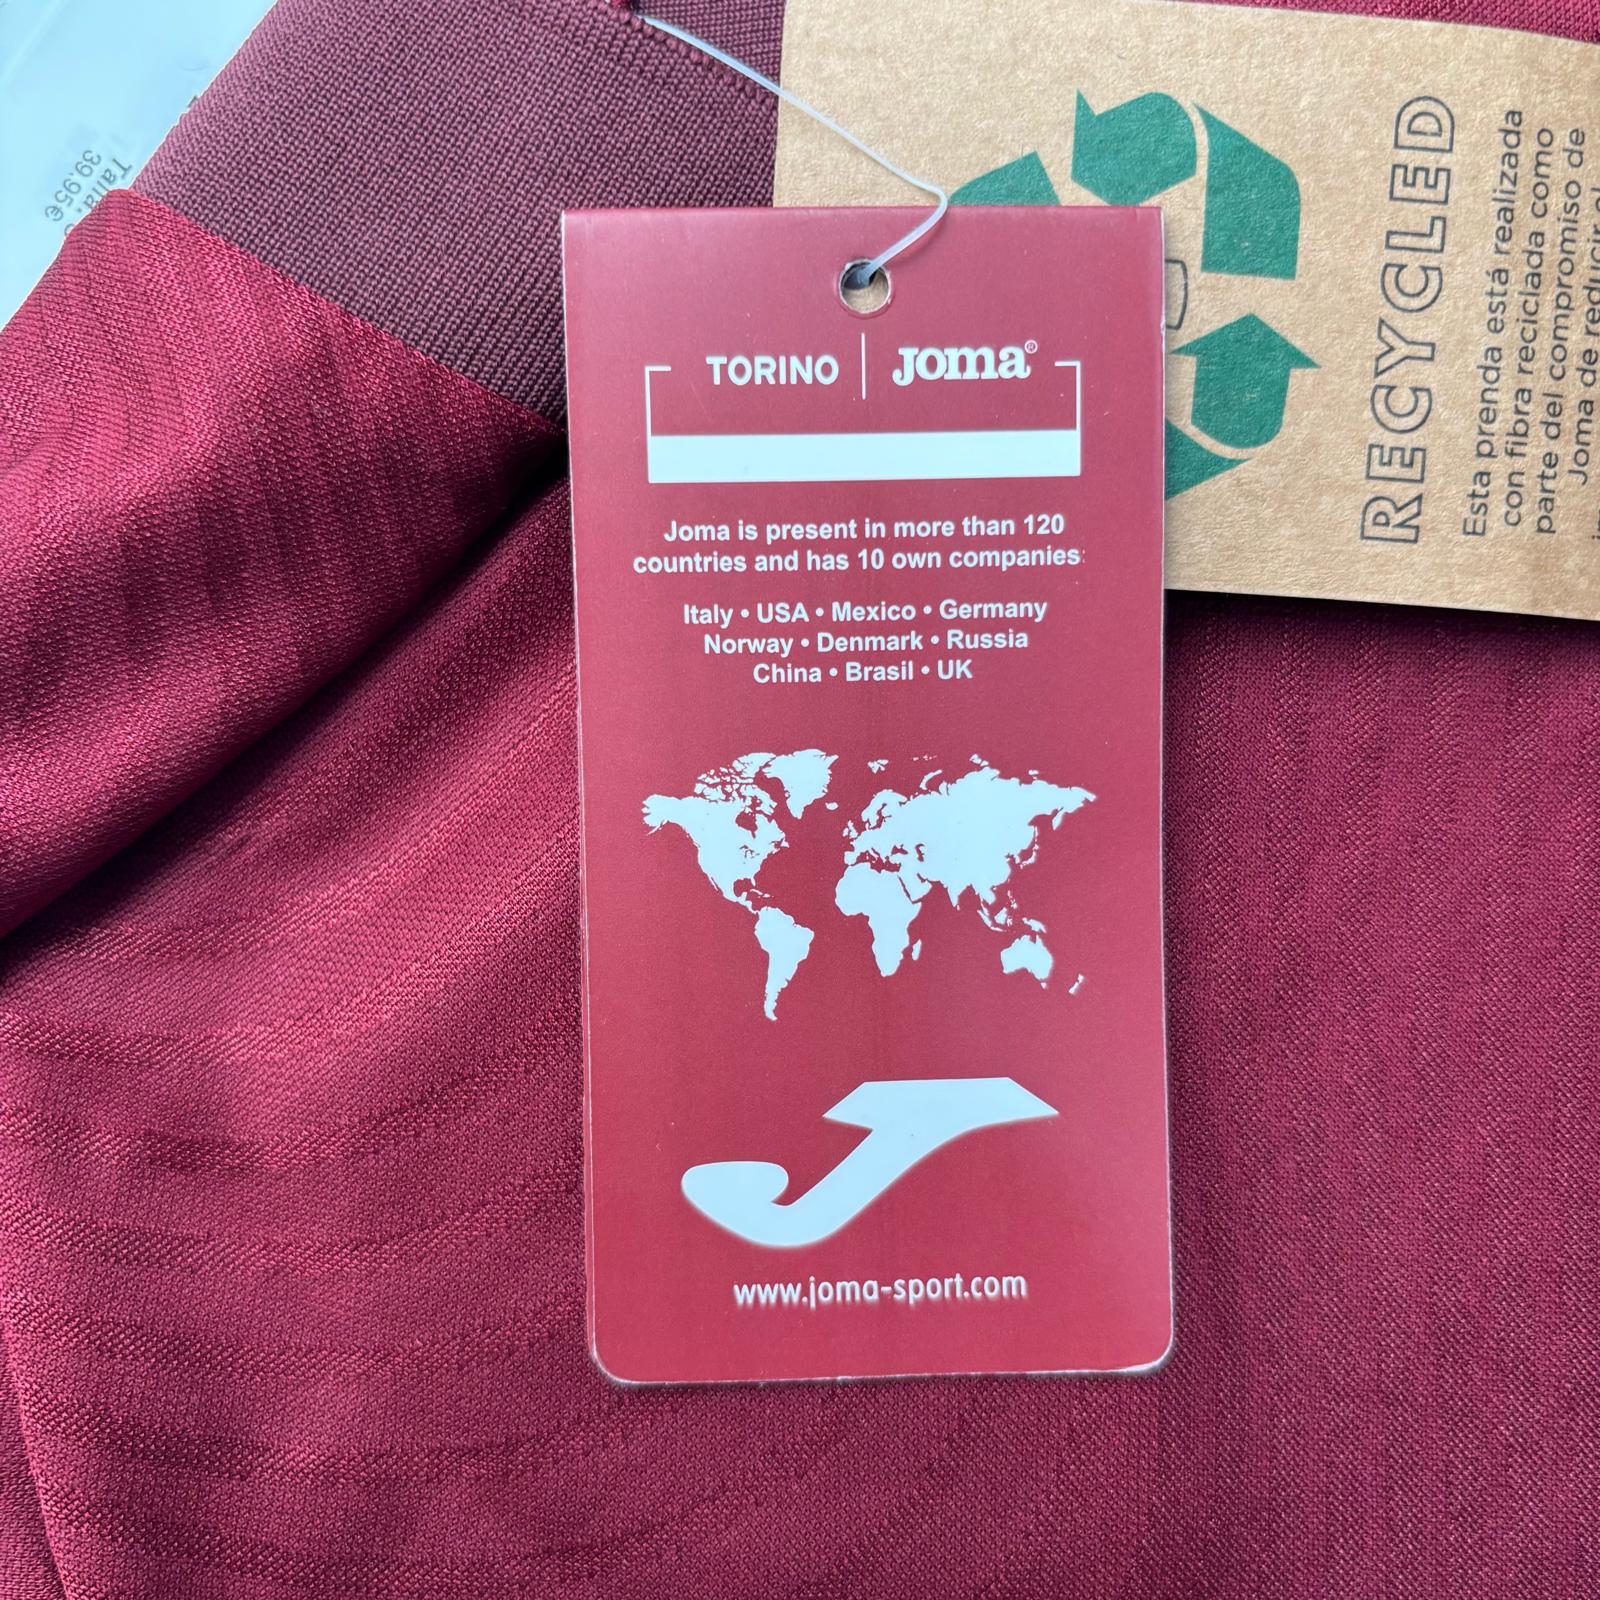 TORINO | Joma®
Joma is present in more than 120
countries and has 10 own companies:
Italy • USA • Mexico • Germany
Norway • Denmark • Russia
China • Brasil • UK
www.joma-sport.com
RECYCLED
Esta prenda está realizada
con fibra reciclada como
parte del compromiso de
Joma de reducir el
Talla:
39,95€